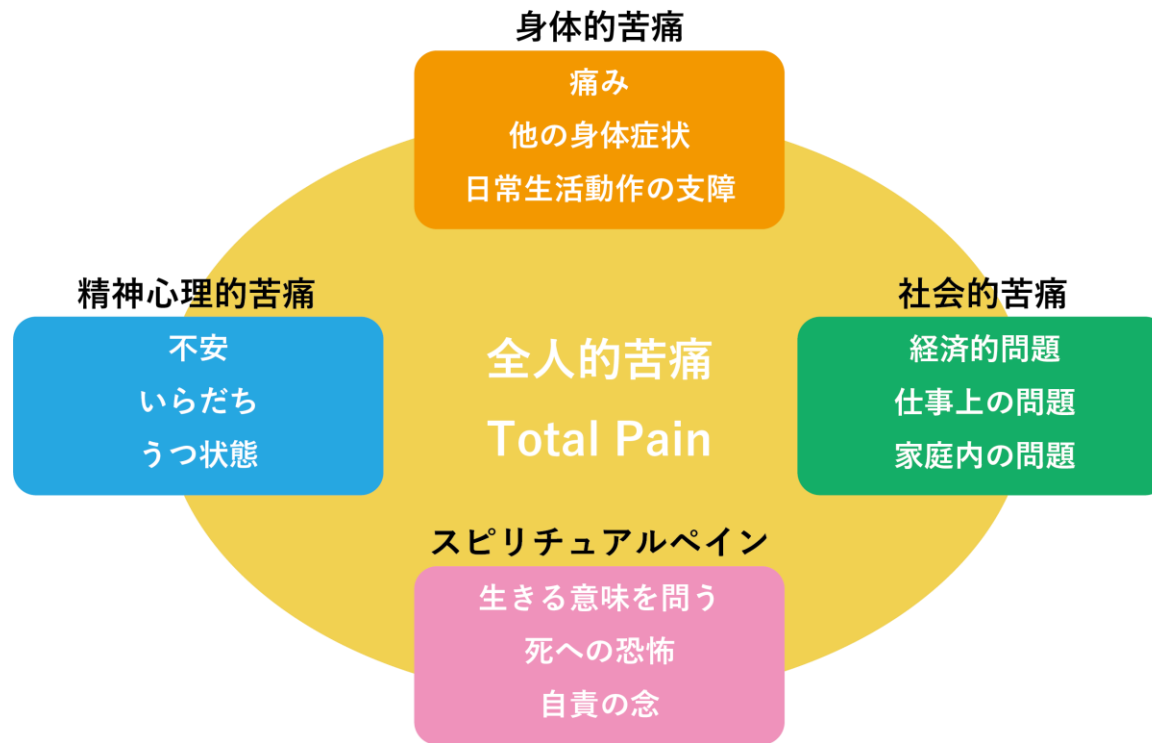 身体的苦痛
痛み
他の身体症状
日常生活動作の支障
精神心理的苦痛
不安
いらだち
うつ状態
全人的苦痛
Total Pain
社会的苦痛
経済的問題
仕事上の問題
家庭内の問題
スピリチュアルペイン
生きる意味を問う
死への恐怖
自責の念